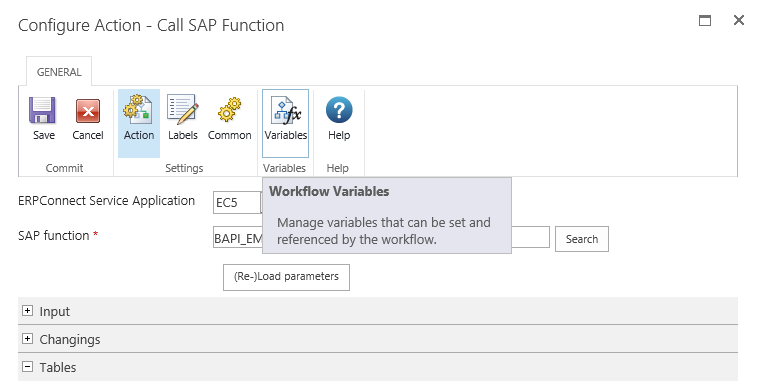 Configure Action - Call SAP Function
GENERAL
Save Cancel Action Labels Common Variables Help
Commit Settings Variables Help
ERPConnect Service Application EC5
Workflow Variables
Manage variables that can be set and
referenced by the workflow.
SAP function * BAPI_EM Search
(Re-)Load parameters
Input
Changings
Tables